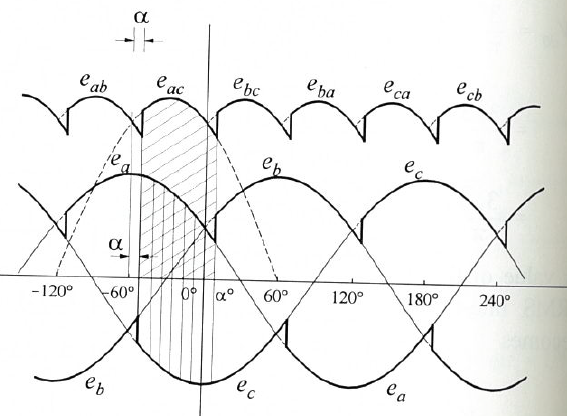 α
e_ab e_ac e_bc e_ba e_ca e_cb
e_a e_b e_c
α
−120° −60° 0° α° 60° 120° 180° 240°
e_b e_c e_a